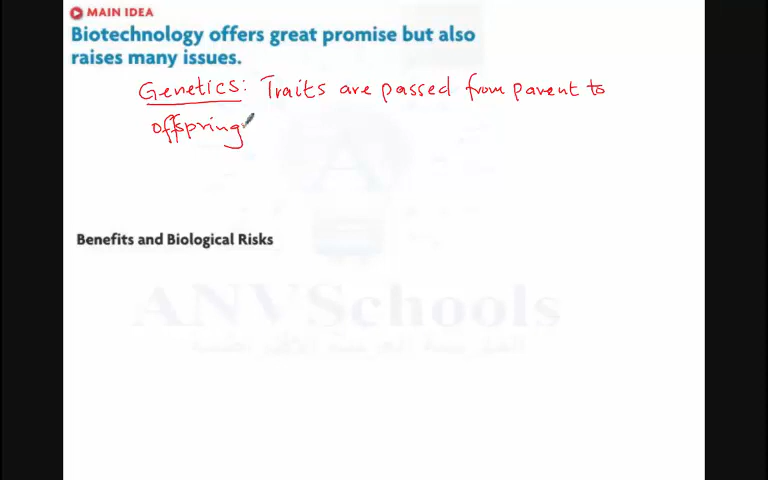 MAIN IDEA
Biotechnology offers great promise but also
raises many issues.
Genetics: Traits are passed from parent to
offspring
Benefits and Biological Risks
ANVSchools